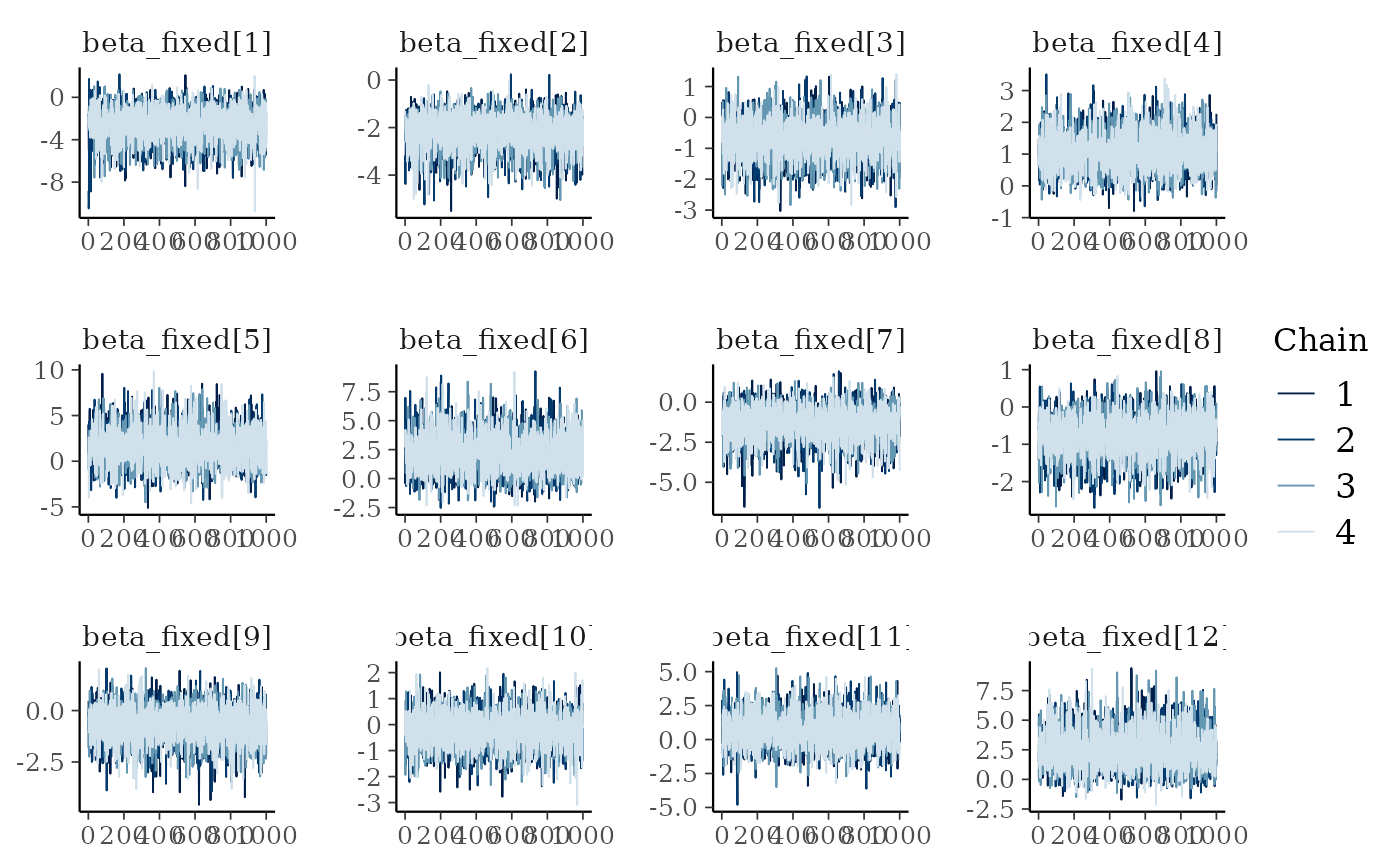 beta_fixed[1] beta_fixed[2] beta_fixed[3] beta_fixed[4]
0 -4 -8
0 -2 -4
1 0 -1 -2 -3
3 2 1 0 -1
0 200 400 600 800 1000 0 200 400 600 800 1000 0 200 400 600 800 1000 0 200 400 600 800 1000
beta_fixed[5] beta_fixed[6] beta_fixed[7] beta_fixed[8]
10 5 0 -5
7.5 5.0 2.5 0.0 -2.5
0.0 -2.5 -5.0
1 0 -1 -2
0 200 400 600 800 1000 0 200 400 600 800 1000 0 200 400 600 800 1000 0 200 400 600 800 1000
Chain
1
2
3
4
beta_fixed[9] beta_fixed[10] beta_fixed[11] beta_fixed[12]
0.0 -2.5
2 1 0 -1 -2 -3
5.0 2.5 0.0 -2.5 -5.0
7.5 5.0 2.5 0.0 -2.5
0 200 400 600 800 1000 0 200 400 600 800 1000 0 200 400 600 800 1000 0 200 400 600 800 1000